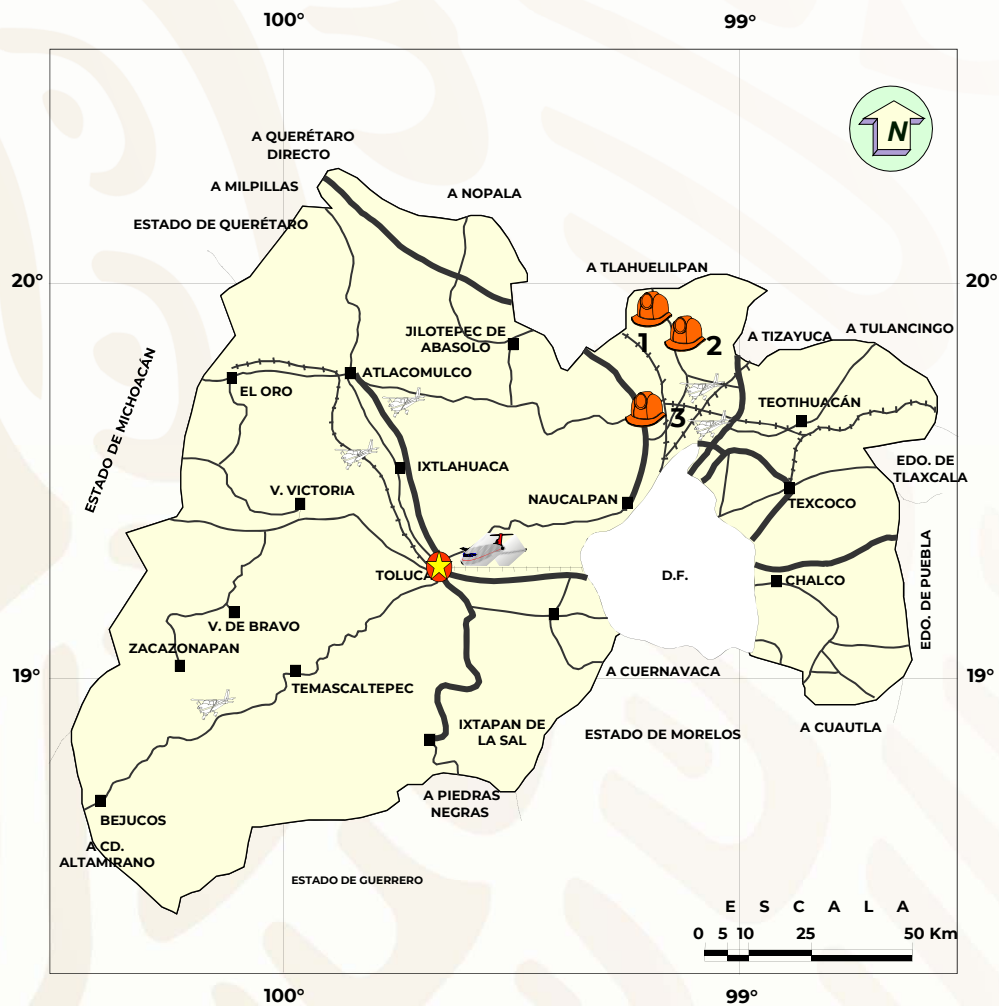 100°
99°
N
A QUERÉTARO
DIRECTO
A MILPILLAS
A NOPALA
ESTADO DE QUERÉTARO
A TLAHUELILPAN
20°
20°
1
2
A TIZAYUCA
A TULANCINGO
JILOTEPEC DE
ABASOLO
ATLACOMULCO
EL ORO
ESTADO DE MICHOACÁN
TEOTIHUACÁN
3
IXTLAHUACA
EDO. DE
TLAXCALA
V. VICTORIA
NAUCALPAN
TEXCOCO
TOLUCA
D.F.
CHALCO
EDO. DE PUEBLA
V. DE BRAVO
ZACAZONAPAN
A CUERNAVACA
19°
19°
TEMASCALTEPEC
IXTAPAN DE
LA SAL
ESTADO DE MORELOS
A CUAUTLA
A PIEDRAS
NEGRAS
BEJUCOS
A CD.
ALTAMIRANO
ESTADO DE GUERRERO
E S C A L A
0 5 10 25 50 Km
100°
99°